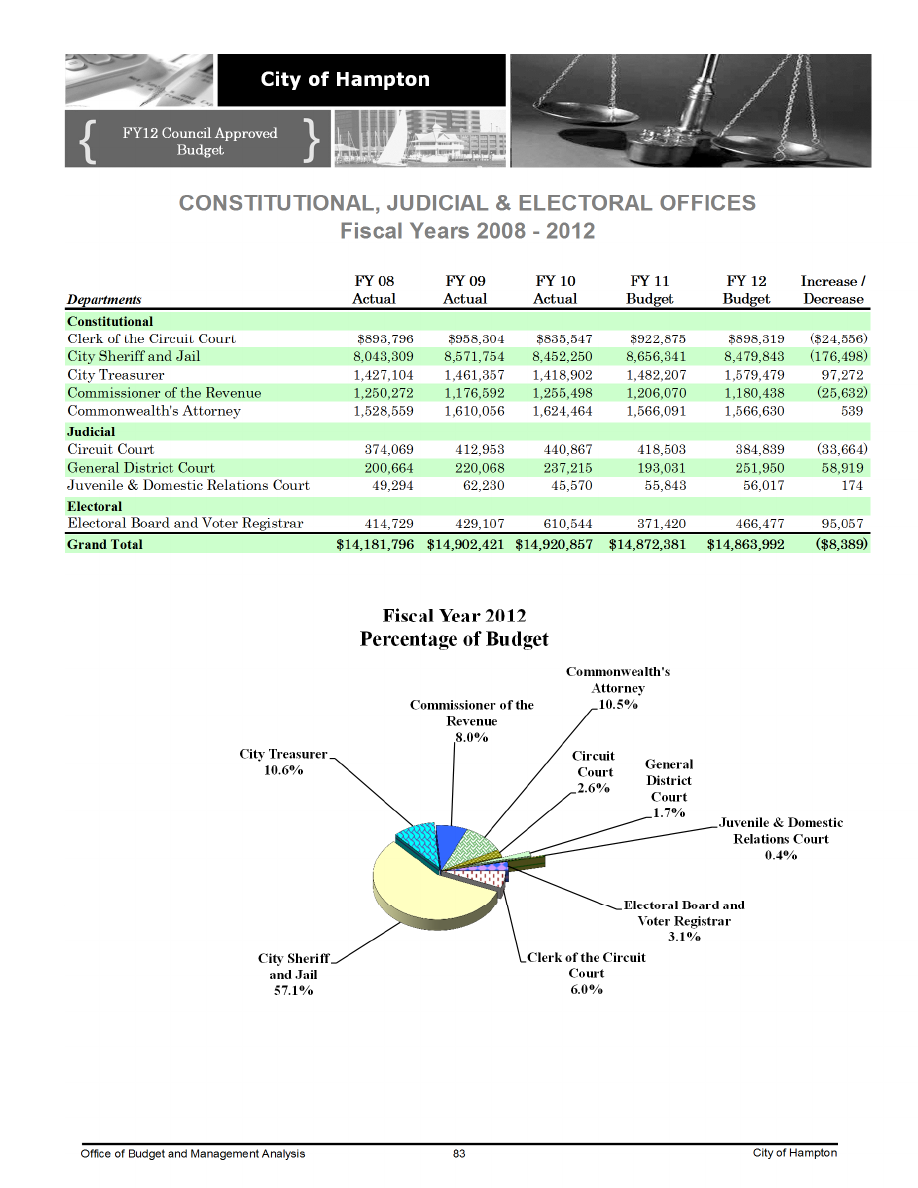 City of Hampton
{ FY12 Council Approved }
Budget
CONSTITUTIONAL, JUDICIAL & ELECTORAL OFFICES
Fiscal Years 2008 - 2012
FY 08 FY 09 FY 10 FY 11 FY 12 Increase /
Departments Actual Actual Actual Budget Budget Decrease
Constitutional
Clerk of the Circuit Court $893,796 $958,304 $835,547 $922,875 $898,319 ($24,556)
City Sheriff and Jail 8,043,309 8,571,754 8,452,250 8,656,341 8,479,843 (176,498)
City Treasurer 1,427,104 1,461,357 1,418,902 1,482,207 1,579,479 97,272
Commissioner of the Revenue 1,250,272 1,176,592 1,255,498 1,206,070 1,180,438 (25,632)
Commonwealth's Attorney 1,528,559 1,610,056 1,624,464 1,566,091 1,566,630 539
Judicial
Circuit Court 374,069 412,953 440,867 418,503 384,839 (33,664)
General District Court 200,664 220,068 237,215 193,031 251,950 58,919
Juvenile & Domestic Relations Court 49,294 62,230 45,570 55,843 56,017 174
Electoral
Electoral Board and Voter Registrar 414,729 429,107 610,544 371,420 466,477 95,057
Grand Total $14,181,796 $14,902,421 $14,920,857 $14,872,381 $14,863,992 ($8,389)
Fiscal Year 2012
Percentage of Budget
Commonwealth's
Attorney
10.5%
Commissioner of the
Revenue
8.0%
City Treasurer
10.6%
Circuit
Court
2.6%
General
District
Court
1.7%
Juvenile & Domestic
Relations Court
0.4%
Electoral Board and
Voter Registrar
3.1%
Clerk of the Circuit
Court
6.0%
City Sheriff
and Jail
57.1%
Office of Budget and Management Analysis 83 City of Hampton